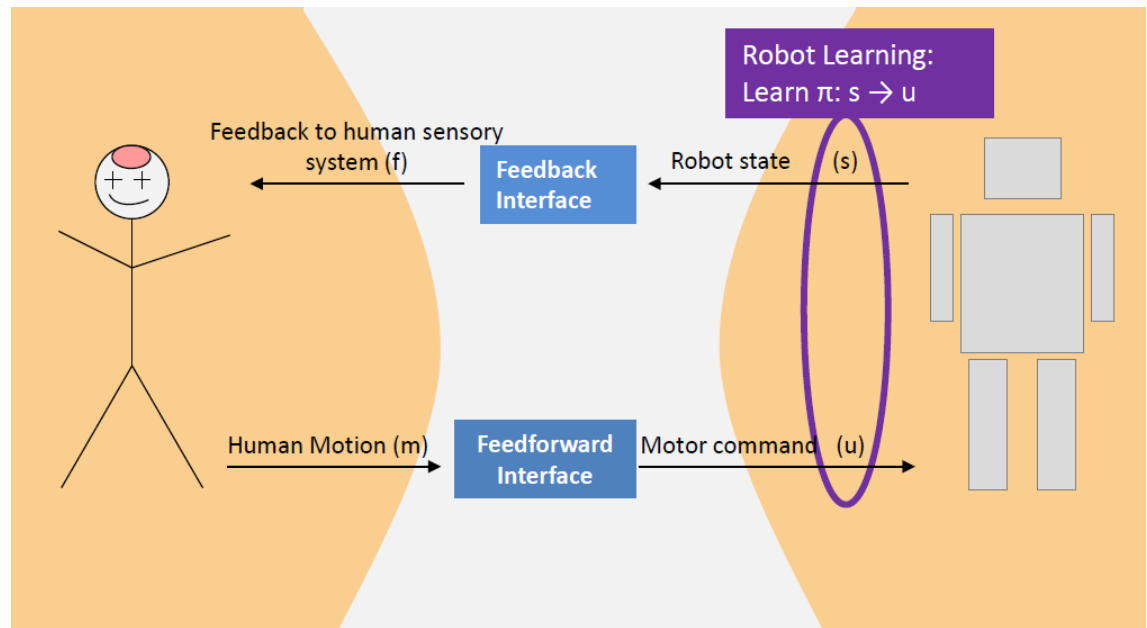 Robot Learning:
Learn π: s → u
Feedback to human sensory
system (f)
Feedback
Interface
Robot state (s)
Human Motion (m)
Feedforward
Interface
Motor command (u)